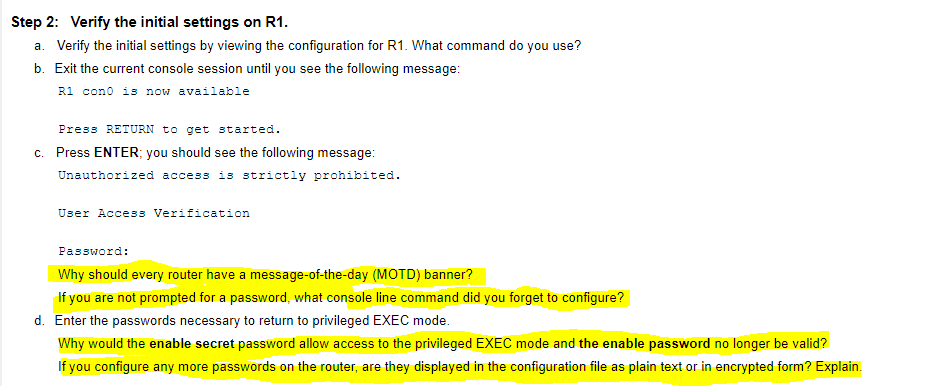 Step 2: Verify the initial settings on R1.
a. Verify the initial settings by viewing the configuration for R1. What command do you use?
b. Exit the current console session until you see the following message:
R1 con0 is now available
Press RETURN to get started.
c. Press ENTER; you should see the following message:
Unauthorized access is strictly prohibited.
User Access Verification
Password:
Why should every router have a message-of-the-day (MOTD) banner?
If you are not prompted for a password, what console line command did you forget to configure?
d. Enter the passwords necessary to return to privileged EXEC mode.
Why would the enable secret password allow access to the privileged EXEC mode and the enable password no longer be valid?
If you configure any more passwords on the router, are they displayed in the configuration file as plain text or in encrypted form? Explain.